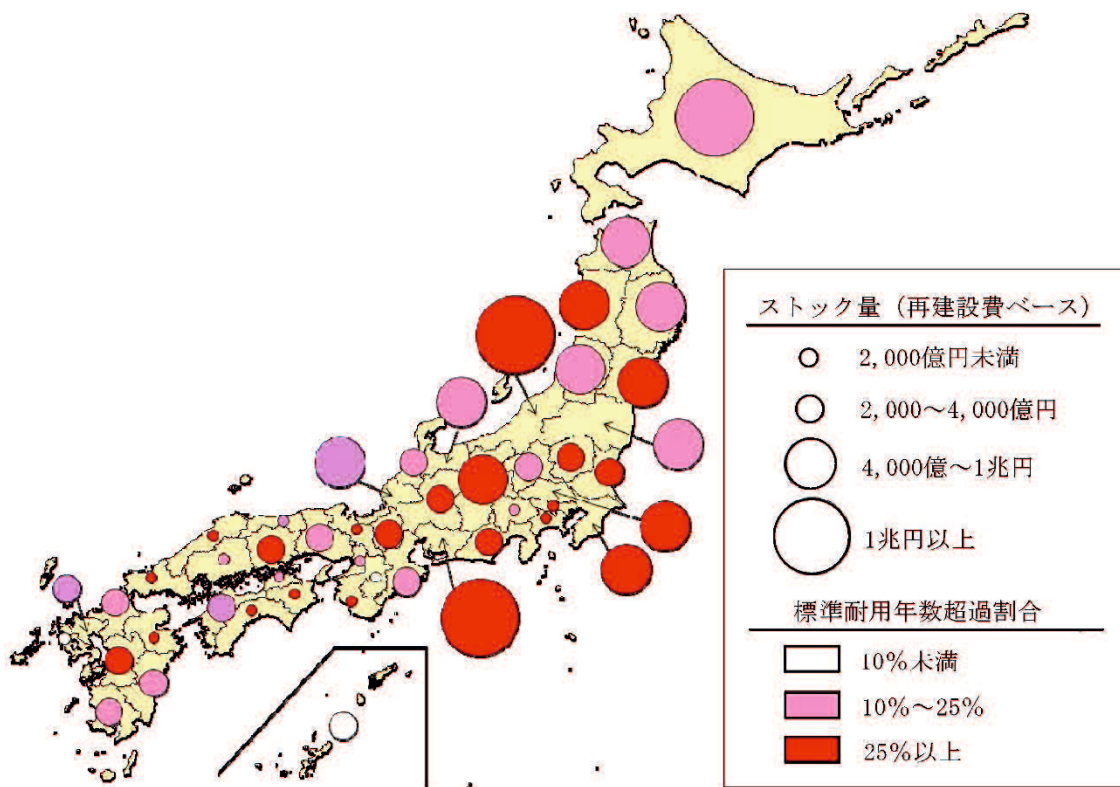 ストック量（再建設費ベース）
2,000億円未満
2,000～4,000億円
4,000億～1兆円
1兆円以上
標準耐用年数超過割合
10%未満
10%～25%
25%以上